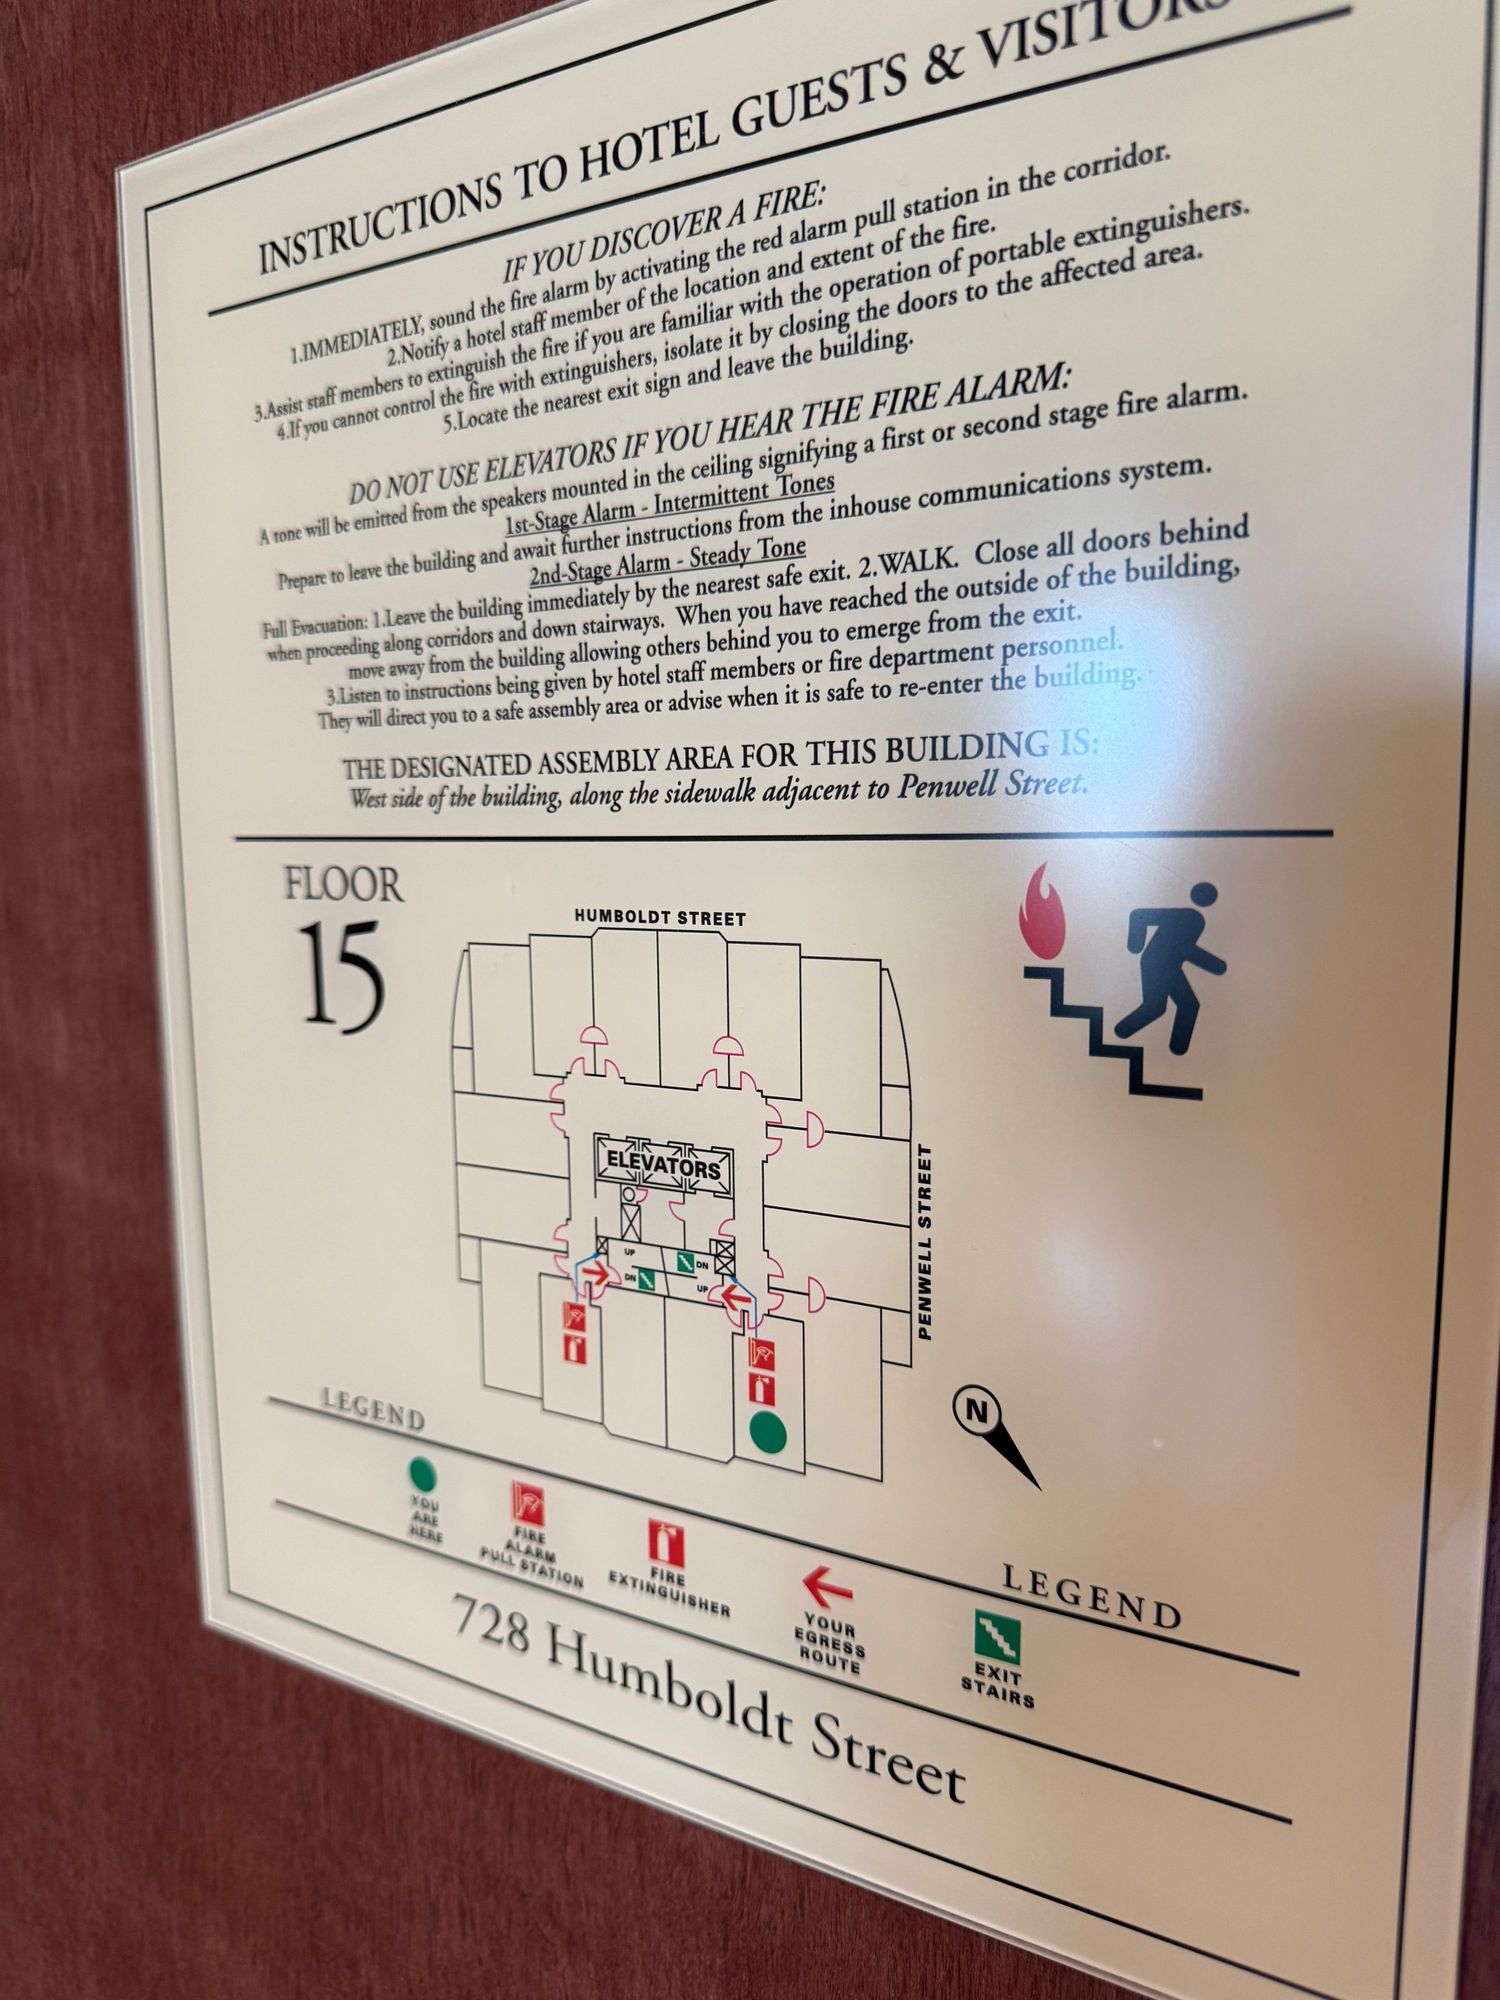 INSTRUCTIONS TO HOTEL GUESTS & VISITORS
IF YOU DISCOVER A FIRE:
1.IMMEDIATELY, sound the fire alarm by activating the red alarm pull station in the corridor.
2.Notify a hotel staff member of the location and extent of the fire.
3.Assist staff members to extinguish the fire if you are familiar with the operation of portable extinguishers.
4.If you cannot control the fire with extinguishers, isolate it by closing the doors to the affected area.
5.Locate the nearest exit sign and leave the building.
DO NOT USE ELEVATORS IF YOU HEAR THE FIRE ALARM:
A tone will be emitted from the speakers mounted in the ceiling signifying a first or second stage fire alarm.
1st-Stage Alarm - Intermittent Tones
Prepare to leave the building and await further instructions from the inhouse communications system.
2nd-Stage Alarm - Steady Tone
Full Evacuation: 1.Leave the building immediately by the nearest safe exit. 2.WALK. Close all doors behind
when proceeding along corridors and down stairways. When you have reached the outside of the building,
move away from the building allowing others behind you to emerge from the exit.
3.Listen to instructions being given by hotel staff members or fire department personnel.
They will direct you to a safe assembly area or advise when it is safe to re-enter the building.
THE DESIGNATED ASSEMBLY AREA FOR THIS BUILDING IS:
West side of the building, along the sidewalk adjacent to Penwell Street.
FLOOR
15
HUMBOLDT STREET
ELEVATORS
PENWELL STREET
UP
DN
DN
UP
N
LEGEND
YOU
ARE
HERE
FIRE
ALARM
PULL STATION
FIRE
EXTINGUISHER
YOUR
EGRESS
ROUTE
LEGEND
EXIT
STAIRS
728 Humboldt Street